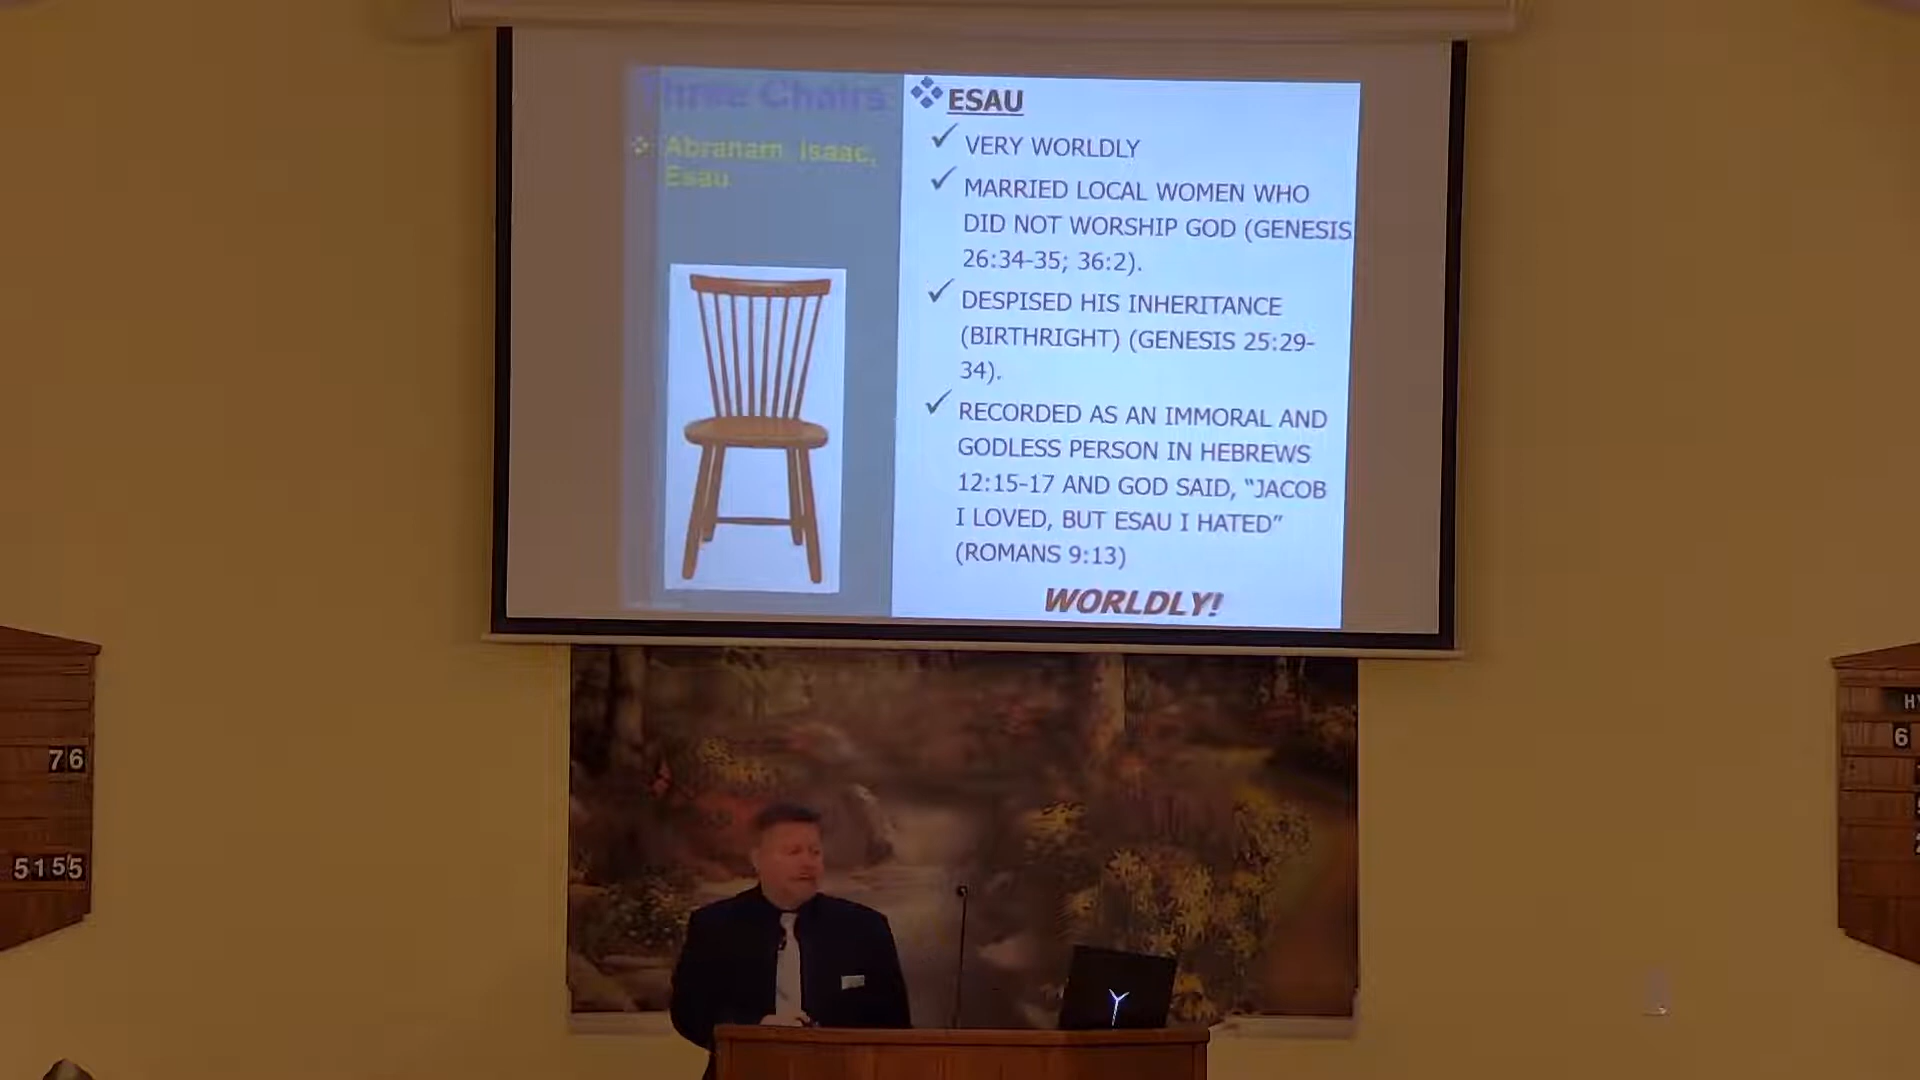 Three Chairs
Abraham, Isaac,
Esau
ESAU
VERY WORLDLY
MARRIED LOCAL WOMEN WHO
DID NOT WORSHIP GOD (GENESIS
26:34-35; 36:2).
DESPISED HIS INHERITANCE
(BIRTHRIGHT) (GENESIS 25:29-
34).
RECORDED AS AN IMMORAL AND
GODLESS PERSON IN HEBREWS
12:15-17 AND GOD SAID, “JACOB
I LOVED, BUT ESAU I HATED”
(ROMANS 9:13)
WORLDLY!
76
5155
6